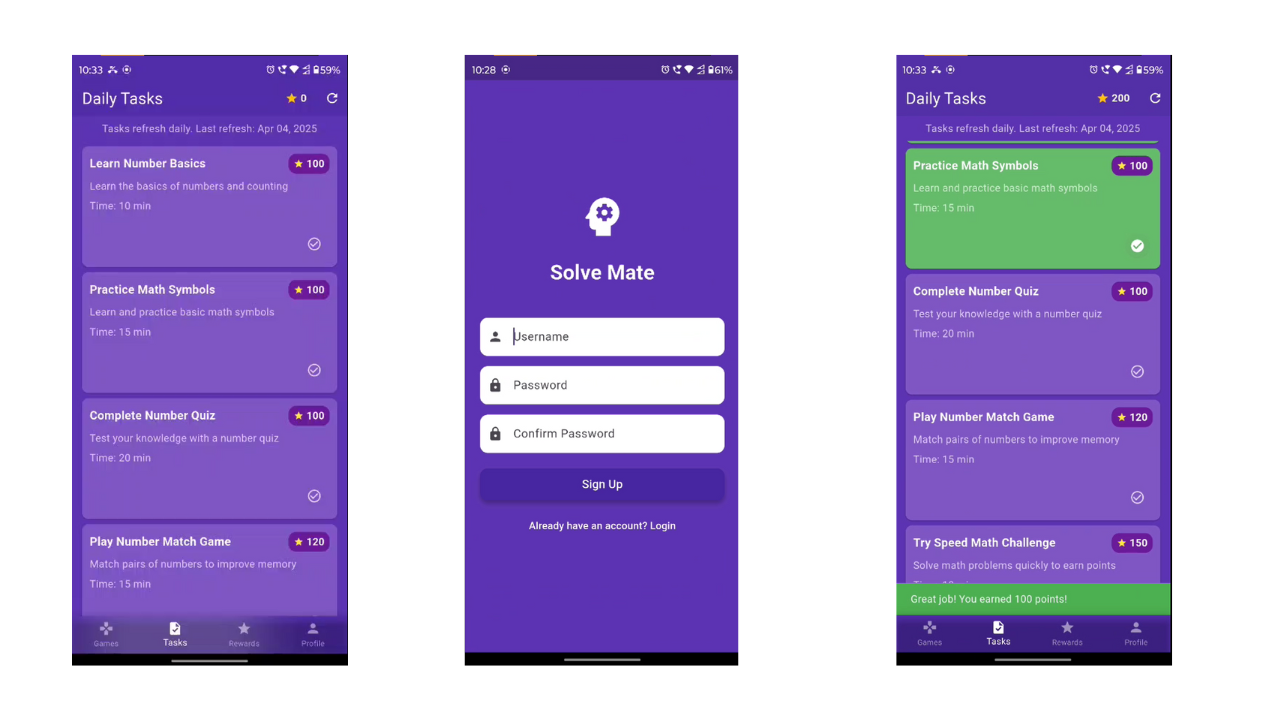 10:33
59%
Daily Tasks
0
Tasks refresh daily. Last refresh: Apr 04, 2025
Learn Number Basics
100
Learn the basics of numbers and counting
Time: 10 min
Practice Math Symbols
100
Learn and practice basic math symbols
Time: 15 min
Complete Number Quiz
100
Test your knowledge with a number quiz
Time: 20 min
Play Number Match Game
120
Match pairs of numbers to improve memory
Time: 15 min
Games
Tasks
Rewards
Profile
10:28
61%
Solve Mate
Username
Password
Confirm Password
Sign Up
Already have an account? Login
10:33
59%
Daily Tasks
200
Tasks refresh daily. Last refresh: Apr 04, 2025
Practice Math Symbols
100
Learn and practice basic math symbols
Time: 15 min
Complete Number Quiz
100
Test your knowledge with a number quiz
Time: 20 min
Play Number Match Game
120
Match pairs of numbers to improve memory
Time: 15 min
Try Speed Math Challenge
150
Solve math problems quickly to earn points
Great job! You earned 100 points!
Games
Tasks
Rewards
Profile